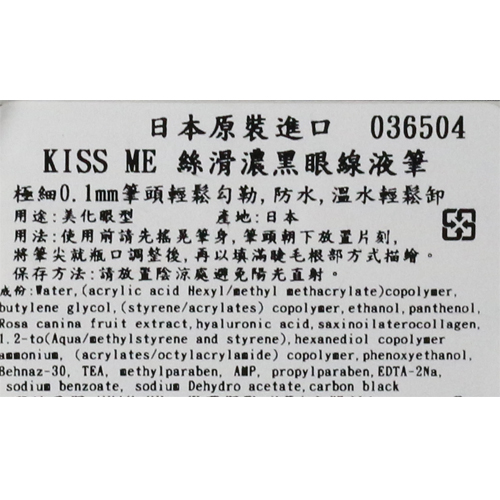 日本原裝進口 036504
KISS ME 絲滑濃黑眼線液筆
極細0.1mm筆頭輕鬆勾勒,防水,溫水輕鬆卸
用途:美化眼型 產地:日本
用法:使用前請先搖晃筆身,筆頭朝下放置片刻,
將筆尖就瓶口調整後,再以填滿睫毛根部方式描繪。
保存方法:請放置陰涼處避免陽光直射。
成份:Water,(acrylic acid Hexyl/methyl methacrylate)copolymer,
butylene glycol,(styrene/acrylates) copolymer,ethanol,panthenol,
Rosa canina fruit extract,hyaluronic acid,saxinoilaterocollagen,
1.2-to(Aqua/methylstyrene and styrene),hexanediol copolymer
ammonium, (acrylates/octylacrylamide) copolymer,phenoxyethanol,
Behnaz-30, TEA, methylparaben, AMP, propylparaben,EDTA-2Na,
sodium benzoate, sodium Dehydro acetate,carbon black